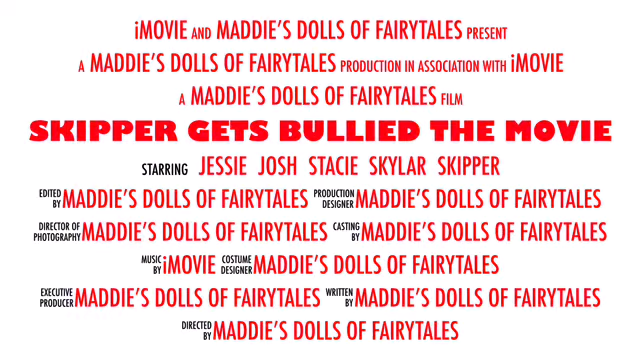 iMOVIE AND MADDIE'S DOLLS OF FAIRYTALES PRESENT
A MADDIE'S DOLLS OF FAIRYTALES PRODUCTION IN ASSOCIATION WITH iMOVIE
A MADDIE'S DOLLS OF FAIRYTALES FILM
SKIPPER GETS BULLIED THE MOVIE
STARRING JESSIE JOSH STACIE SKYLAR SKIPPER
EDITED BY MADDIE'S DOLLS OF FAIRYTALES PRODUCTION DESIGNER MADDIE'S DOLLS OF FAIRYTALES
DIRECTOR OF PHOTOGRAPHY MADDIE'S DOLLS OF FAIRYTALES CASTING BY MADDIE'S DOLLS OF FAIRYTALES
MUSIC BY iMOVIE COSTUME DESIGNER MADDIE'S DOLLS OF FAIRYTALES
EXECUTIVE PRODUCER MADDIE'S DOLLS OF FAIRYTALES WRITTEN BY MADDIE'S DOLLS OF FAIRYTALES
DIRECTED BY MADDIE'S DOLLS OF FAIRYTALES